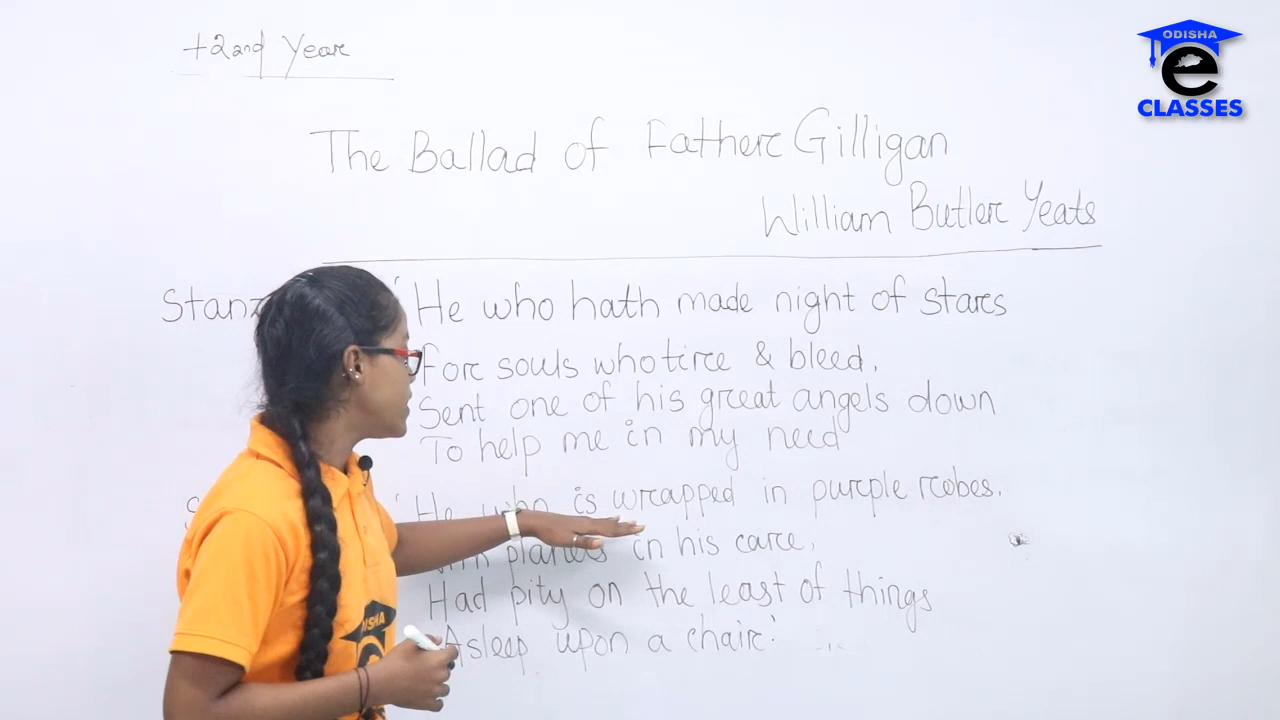 ODISHA
e
CLASSES
+2 2nd Year
The Ballad of Father Gilligan
William Butler Yeats
Stanz 'He who hath made night of stars
For souls who tire & bleed,
Sent one of his great angels down
To help me in my need
'He who is wrapped in purple robes,
With planets in his care,
Had pity on the least of things
Asleep upon a chair.'